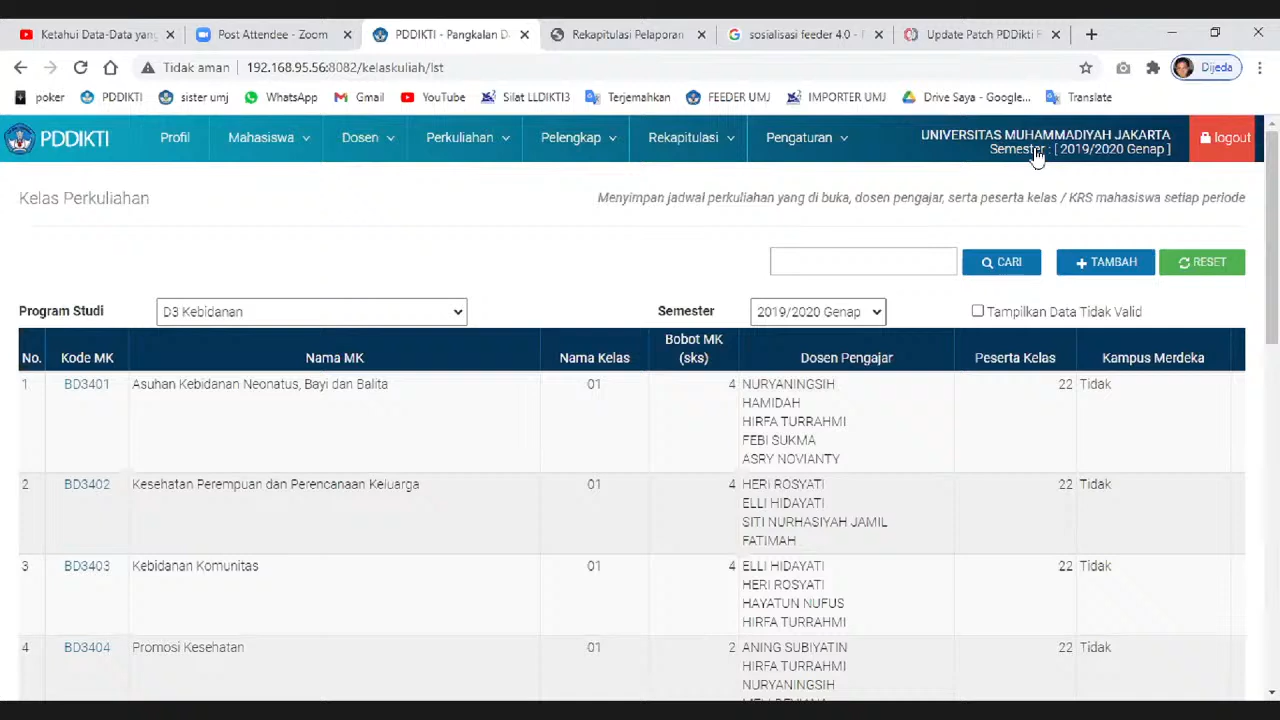 Ketahui Data-Data yang
Post Attendee - Zoom
PDDIKTI - Pangkalan D
Rekapitulasi Pelaporan
sosialisasi feeder 4.0 -
Update Patch PDDikti F
Tidak aman
192.168.95.56:8082/kelaskuliah/lst
Dijeda
poker
PDDIKTI
sister umj
WhatsApp
Gmail
YouTube
Silat LLDIKTI3
Terjemahkan
FEEDER UMJ
IMPORTER UMJ
Drive Saya - Google...
Translate
PDDIKTI
Profil
Mahasiswa
Dosen
Perkuliahan
Pelengkap
Rekapitulasi
Pengaturan
UNIVERSITAS MUHAMMADIYAH JAKARTA
Semester : [ 2019/2020 Genap ]
logout
Kelas Perkuliahan
Menyimpan jadwal perkuliahan yang di buka, dosen pengajar, serta peserta kelas / KRS mahasiswa setiap periode
CARI
TAMBAH
RESET
Program Studi
D3 Kebidanan
Semester
2019/2020 Genap
Tampilkan Data Tidak Valid
No.
Kode MK
Nama MK
Nama Kelas
Bobot MK
(sks)
Dosen Pengajar
Peserta Kelas
Kampus Merdeka
1
BD3401
Asuhan Kebidanan Neonatus, Bayi dan Balita
01
4
NURYANINGSIH
HAMIDAH
HIRFA TURRAHMI
FEBI SUKMA
ASRY NOVIANTY
22
Tidak
2
BD3402
Kesehatan Perempuan dan Perencanaan Keluarga
01
4
HERI ROSYATI
ELLI HIDAYATI
SITI NURHASIYAH JAMIL
FATIMAH
22
Tidak
3
BD3403
Kebidanan Komunitas
01
4
ELLI HIDAYATI
HERI ROSYATI
HAYATUN NUFUS
HIRFA TURRAHMI
22
Tidak
4
BD3404
Promosi Kesehatan
01
2
ANING SUBIYATIN
HIRFA TURRAHMI
NURYANINGSIH
22
Tidak